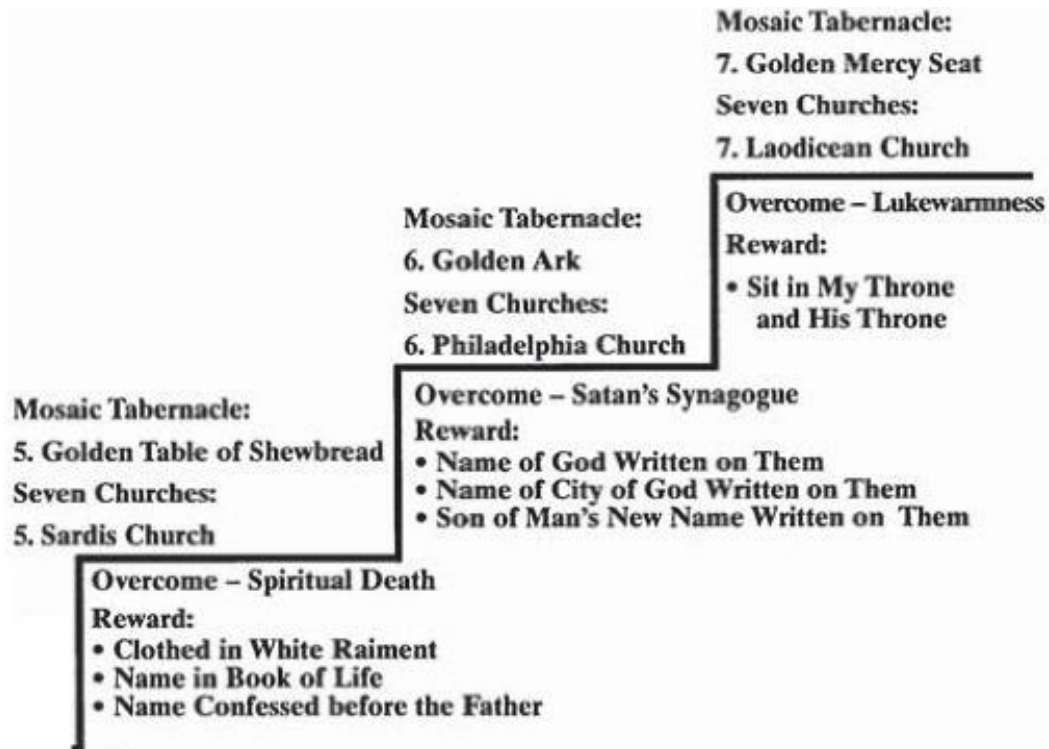 Mosaic Tabernacle:
7. Golden Mercy Seat
Seven Churches:
7. Laodicean Church
Overcome – Lukewarmness
Reward:
• Sit in My Throne
and His Throne
Mosaic Tabernacle:
6. Golden Ark
Seven Churches:
6. Philadelphia Church
Overcome – Satan's Synagogue
Reward:
• Name of God Written on Them
• Name of City of God Written on Them
• Son of Man's New Name Written on Them
Mosaic Tabernacle:
5. Golden Table of Shewbread
Seven Churches:
5. Sardis Church
Overcome – Spiritual Death
Reward:
• Clothed in White Raiment
• Name in Book of Life
• Name Confessed before the Father